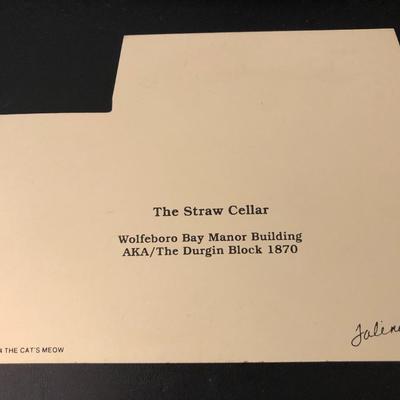 The Straw Cellar
Wolfeboro Bay Manor Building
AKA/The Durgin Block 1870
THE CAT'S MEOW